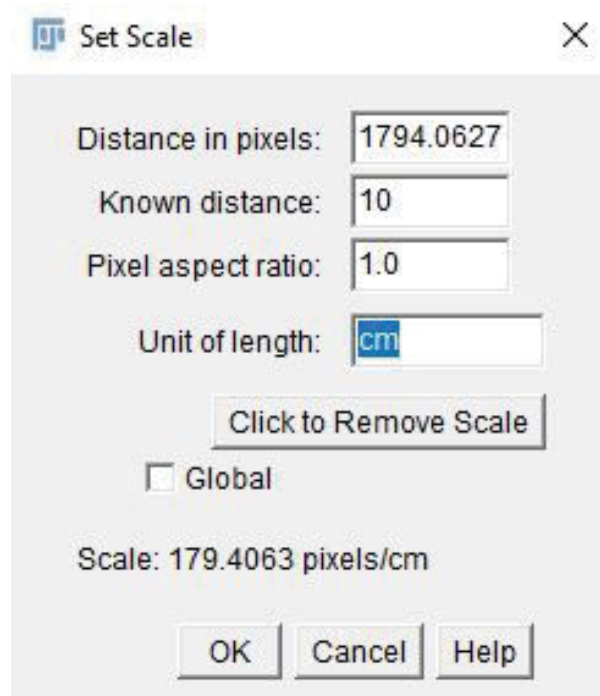 Set Scale
Distance in pixels: 1794.0627
Known distance: 10
Pixel aspect ratio: 1.0
Unit of length: cm
Click to Remove Scale
Global
Scale: 179.4063 pixels/cm
OK Cancel Help